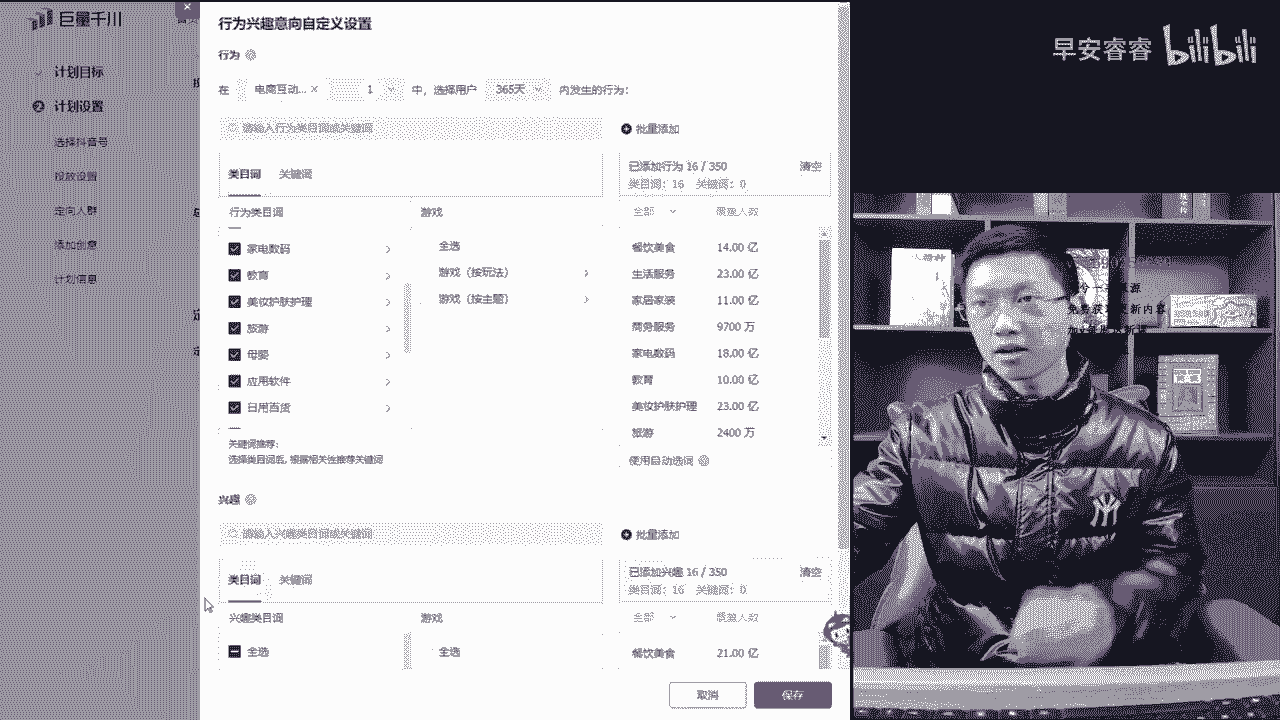 巨量千川
计划目标
2 计划设置
选择抖音号
投放设置
定向人群
添加创意
计划信息
行为兴趣意向自定义设置
行为
在 电商互动... × 1 中，选择用户 365天 内发生的行为：
请输入行为类目词或关键词
批量添加
类目词 关键词
已添加行为 16 / 350 清空
类目词：16 关键词：0
行为类目词 游戏
全部 覆盖人数
家电数码
教育
美妆护肤护理
旅游
母婴
应用软件
日用百货
全选
游戏（按玩法）
游戏（按主题）
餐饮美食 14.00 亿
生活服务 23.00 亿
家居家装 11.00 亿
商务服务 9700 万
家电数码 18.00 亿
教育 10.00 亿
美妆护肤护理 23.00 亿
旅游 2400 万
关键词推荐：
选择类目词后，根据相关性推荐关键词
使用自动选词
兴趣
请输入兴趣类目词或关键词
批量添加
类目词 关键词
已添加兴趣 16 / 350 清空
类目词：16 关键词：0
兴趣类目词 游戏
全部 覆盖人数
全选 全选
餐饮美食 21.00 亿
取消 保存
早安睿睿 bilibili